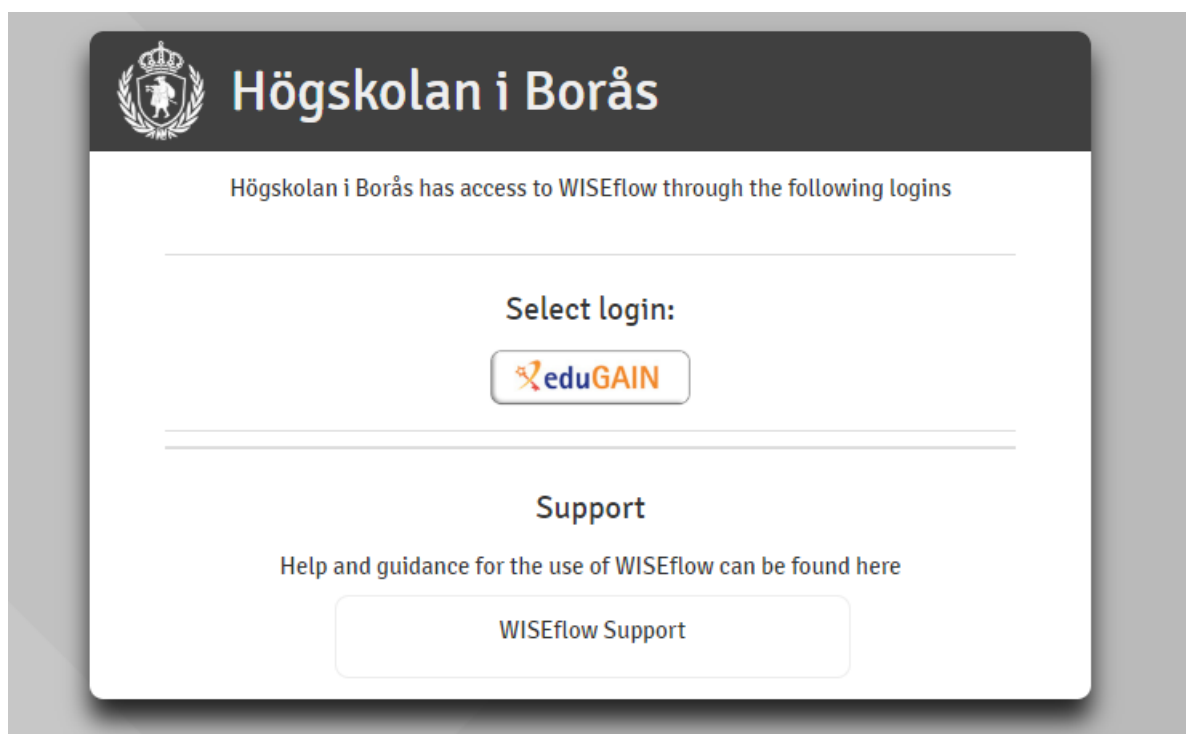 Högskolan i Borås
Högskolan i Borås has access to WISEflow through the following logins
Select login:
eduGAIN
Support
Help and guidance for the use of WISEflow can be found here
WISEflow Support